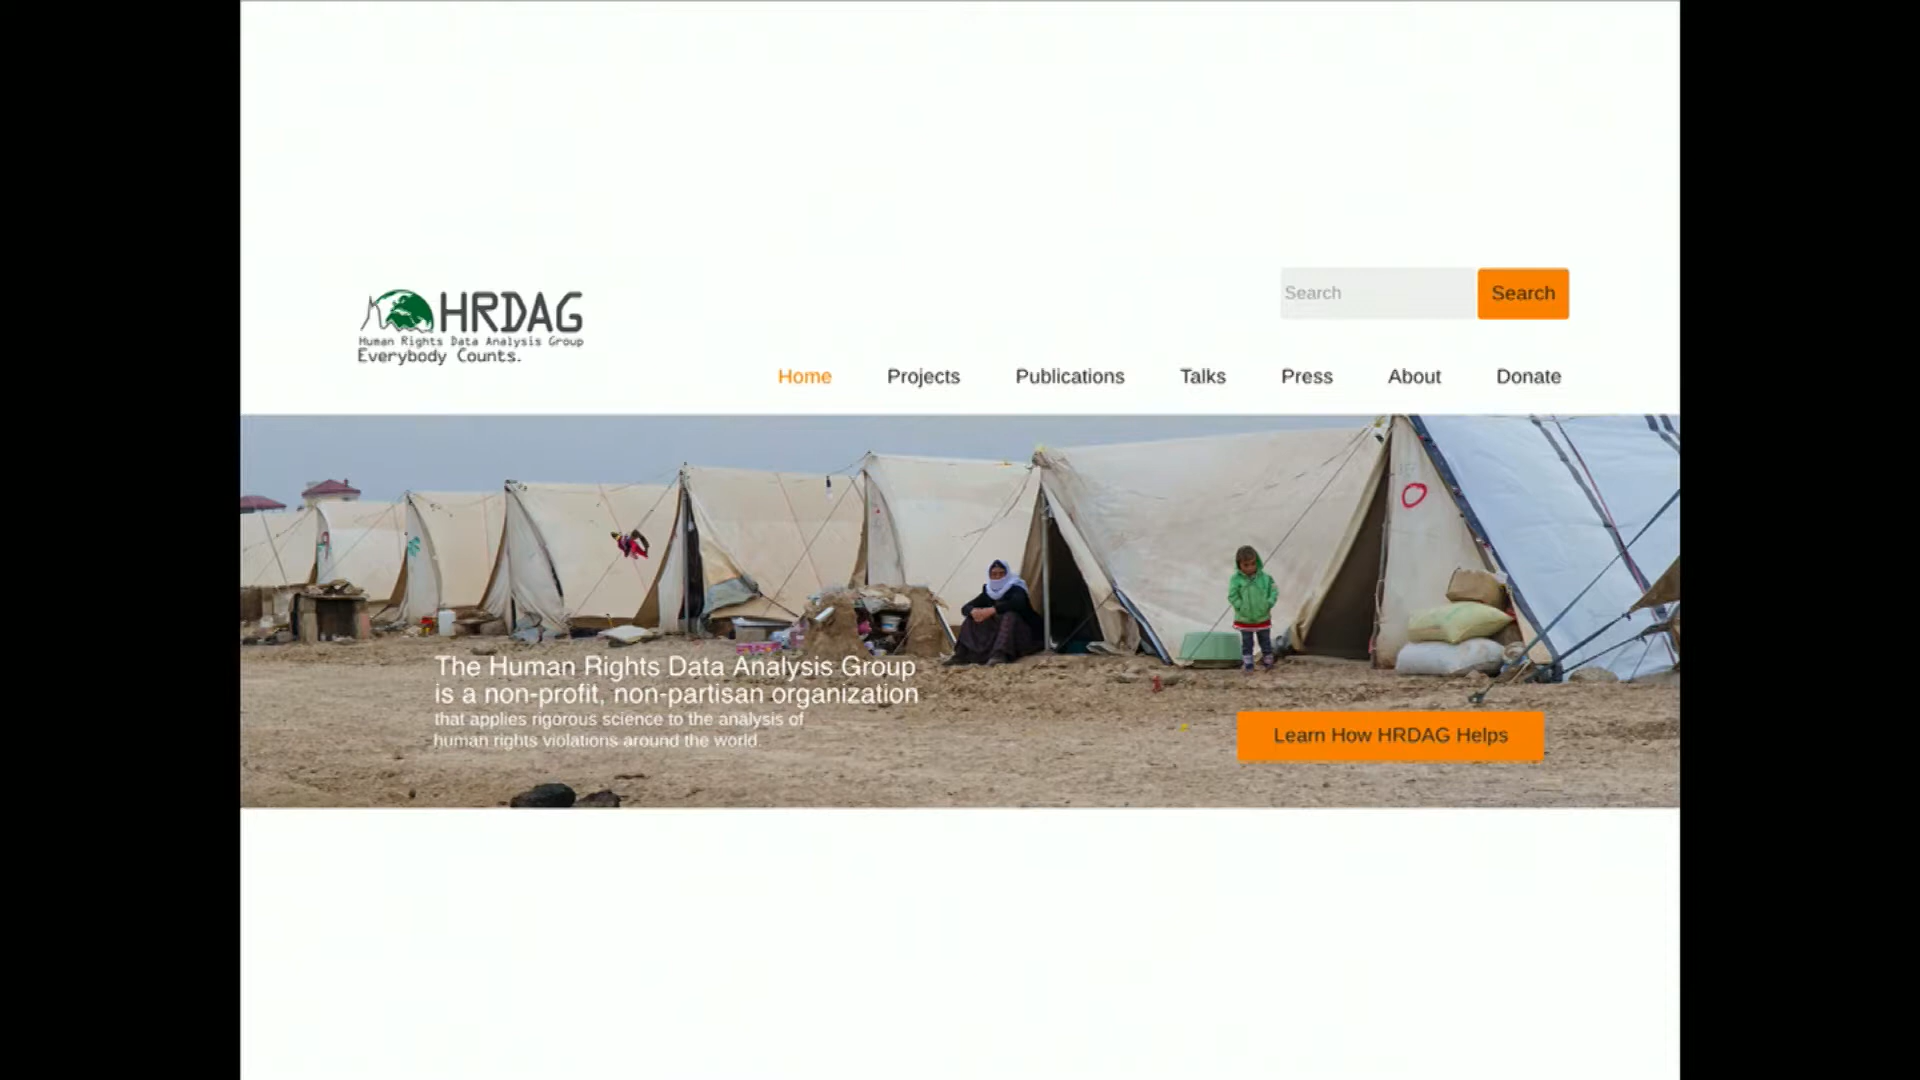 Search Search
HRDAG
Human Rights Data Analysis Group
Everybody Counts.
Home Projects Publications Talks Press About Donate
The Human Rights Data Analysis Group
is a non-profit, non-partisan organization
that applies rigorous science to the analysis of
human rights violations around the world.
Learn How HRDAG Helps